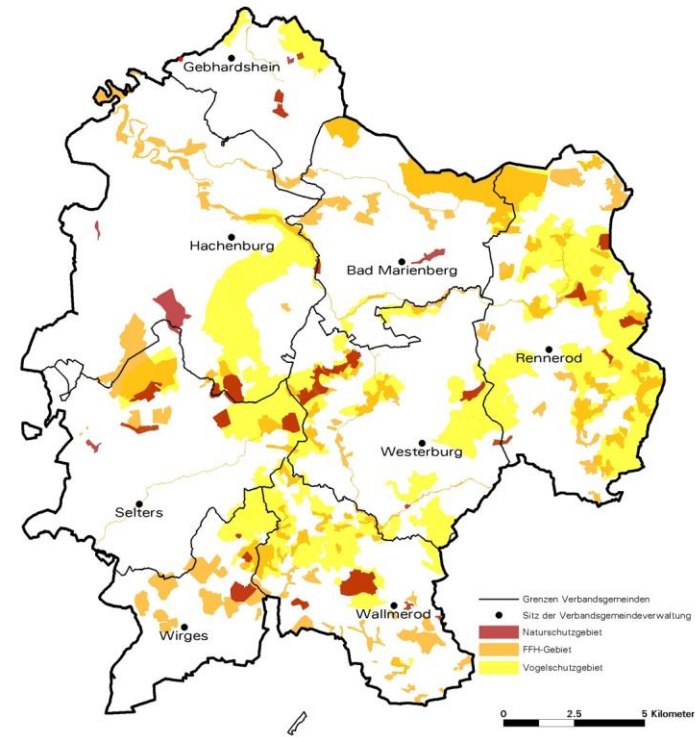 Gebhardshein
Hachenburg
Bad Marienberg
Rennerod
Westerburg
Selters
Wallmerod
Wirges
Grenzen Verbandsgemeinden
Sitz der Verbandsgemeindeverwaltung
Naturschutzgebiet
FFH-Gebiet
Vogelschutzgebiet
0 2.5 5 Kilometer